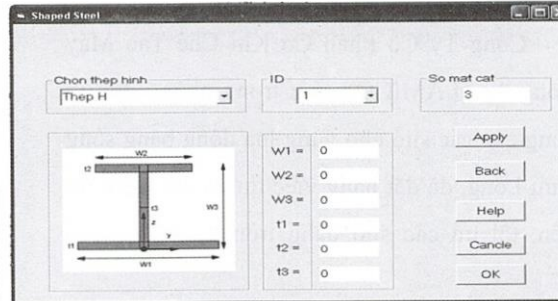 Shaped Steel
Chon thep hinh
ID
So mat cat
Thep H
1
3
W2
t2
t3
W3
z
Y
t1
W1
W1 = 0
W2 = 0
W3 = 0
t1 = 0
t2 = 0
t3 = 0
Apply
Back
Help
Cancle
OK